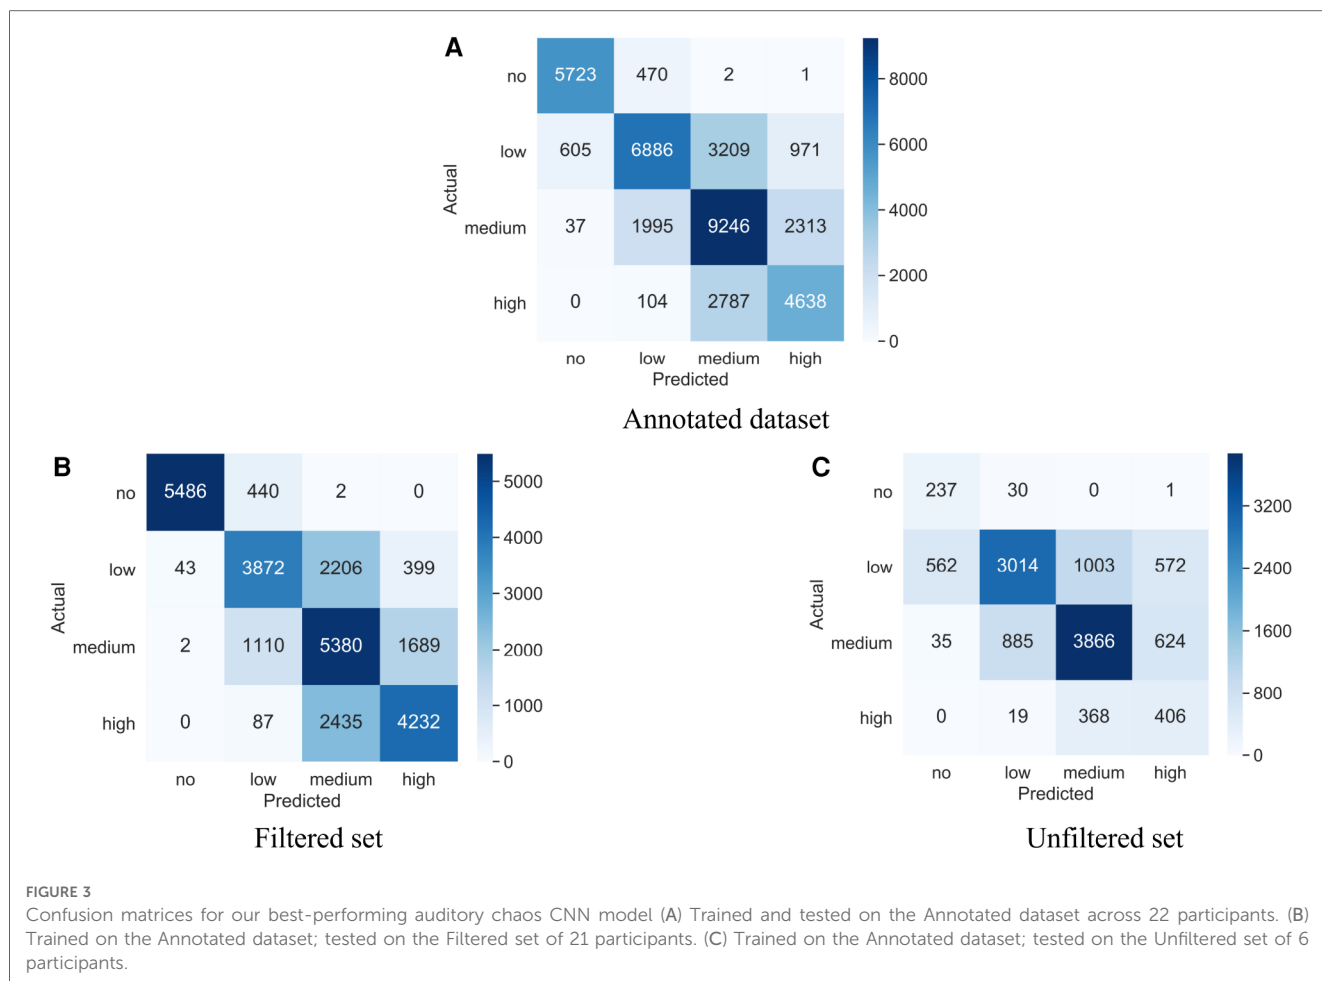 A
no 5723 470 2 1
low 605 6886 3209 971
medium 37 1995 9246 2313
high 0 104 2787 4638
no low medium high
Predicted
Actual
8000
6000
4000
2000
0
Annotated dataset
B
no 5486 440 2 0
low 43 3872 2206 399
medium 2 1110 5380 1689
high 0 87 2435 4232
no low medium high
Predicted
Actual
5000
4000
3000
2000
1000
0
Filtered set
C
no 237 30 0 1
low 562 3014 1003 572
medium 35 885 3866 624
high 0 19 368 406
no low medium high
Predicted
Actual
3200
2400
1600
800
0
Unfiltered set
FIGURE 3
Confusion matrices for our best-performing auditory chaos CNN model (A) Trained and tested on the Annotated dataset across 22 participants. (B)
Trained on the Annotated dataset; tested on the Filtered set of 21 participants. (C) Trained on the Annotated dataset; tested on the Unfiltered set of 6
participants.